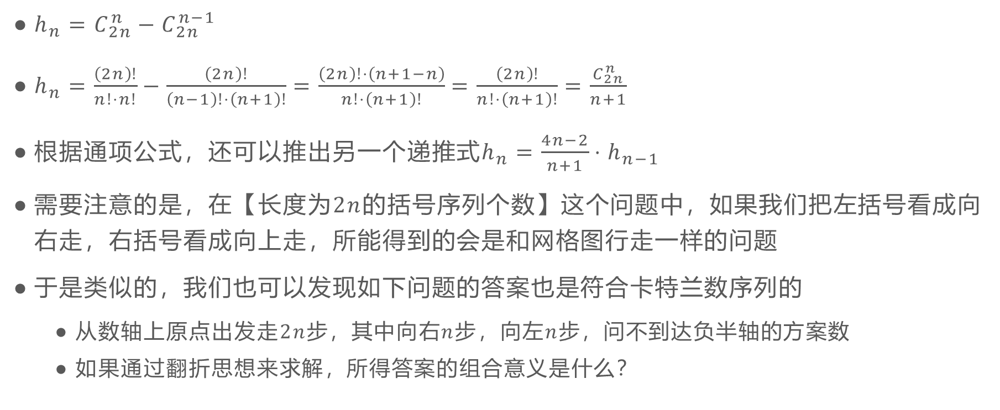 ● $h_n = C_{2n}^{n} - C_{2n}^{n-1}$
● $h_n = \frac{(2n)!}{n!\cdot n!} - \frac{(2n)!}{(n-1)!\cdot(n+1)!} = \frac{(2n)!\cdot(n+1-n)}{n!\cdot(n+1)!} = \frac{(2n)!}{n!\cdot(n+1)!} = \frac{C_{2n}^{n}}{n+1}$
● 根据通项公式，还可以推出另一个递推式$h_n = \frac{4n-2}{n+1} \cdot h_{n-1}$
● 需要注意的是，在【长度为$2n$的括号序列个数】这个问题中，如果我们把左括号看成向
右走，右括号看成向上走，所能得到的会是和网格图行走一样的问题
● 于是类似的，我们也可以发现如下问题的答案也是符合卡特兰数序列的
● 从数轴上原点出发走$2n$步，其中向右$n$步，向左$n$步，问不到达负半轴的方案数
● 如果通过翻折思想来求解，所得答案的组合意义是什么？